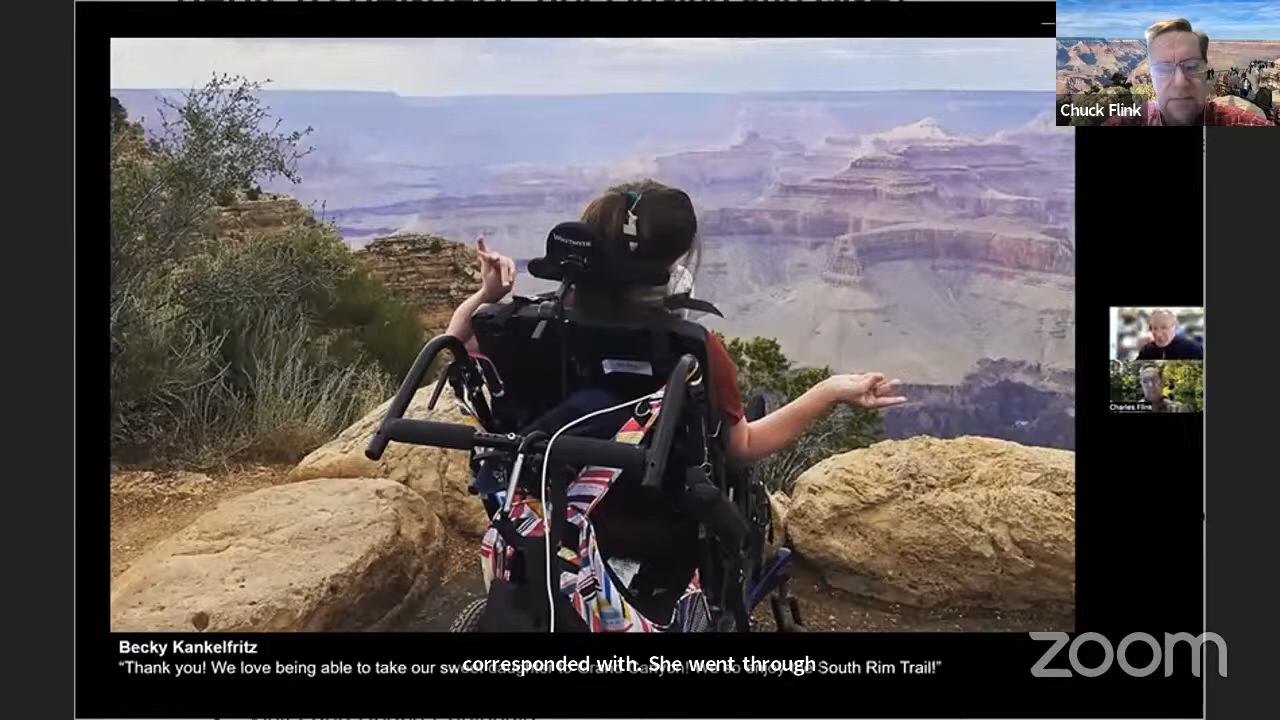 Chuck Flink
WHITMYER
Charles Flink
Becky Kankelfritz
“Thank you! We love being able to take our
corresponded with. She went through
South Rim Trail!”
zoom